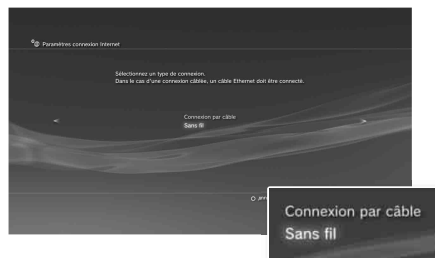 Paramètres connexion Internet
Sélectionnez un type de connexion.
Dans le cas d'une connexion câblée, un câble Ethernet doit être connecté.
Connexion par câble
Sans fil
Connexion par câble
Sans fil